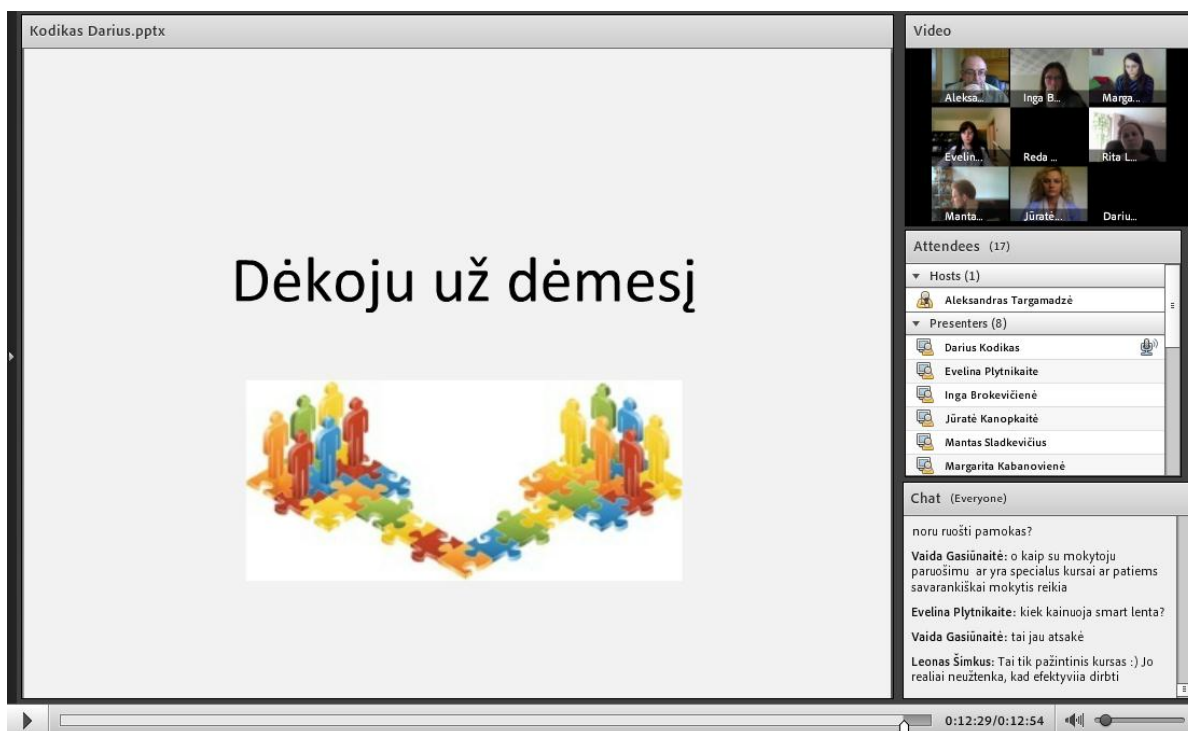 Kodikas Darius.pptx
Dėkoju už dėmesį
Video
Aleksa...
Inga B...
Marga...
Evelin...
Reda ...
Rita L...
Manta...
Jūratė...
Dariu...
Attendees (17)
Hosts (1)
Aleksandras Targamadzė
Presenters (8)
Darius Kodikas
Evelina Plytnikaite
Inga Brokevičienė
Jūratė Kanopkaitė
Mantas Sladkevičius
Margarita Kabanovienė
Chat (Everyone)
noru ruošti pamokas?
Vaida Gasiūnaitė: o kaip su mokytoju
paruošimu ar yra specialus kursai ar patiems
savarankiškai mokytis reikia
Evelina Plytnikaite: kiek kainuoja smart lenta?
Vaida Gasiūnaitė: tai jau atsakė
Leonas Šimkus: Tai tik pažintinis kursas :) Jo
realiai neužtenka, kad efektyviia dirbti
0:12:29/0:12:54